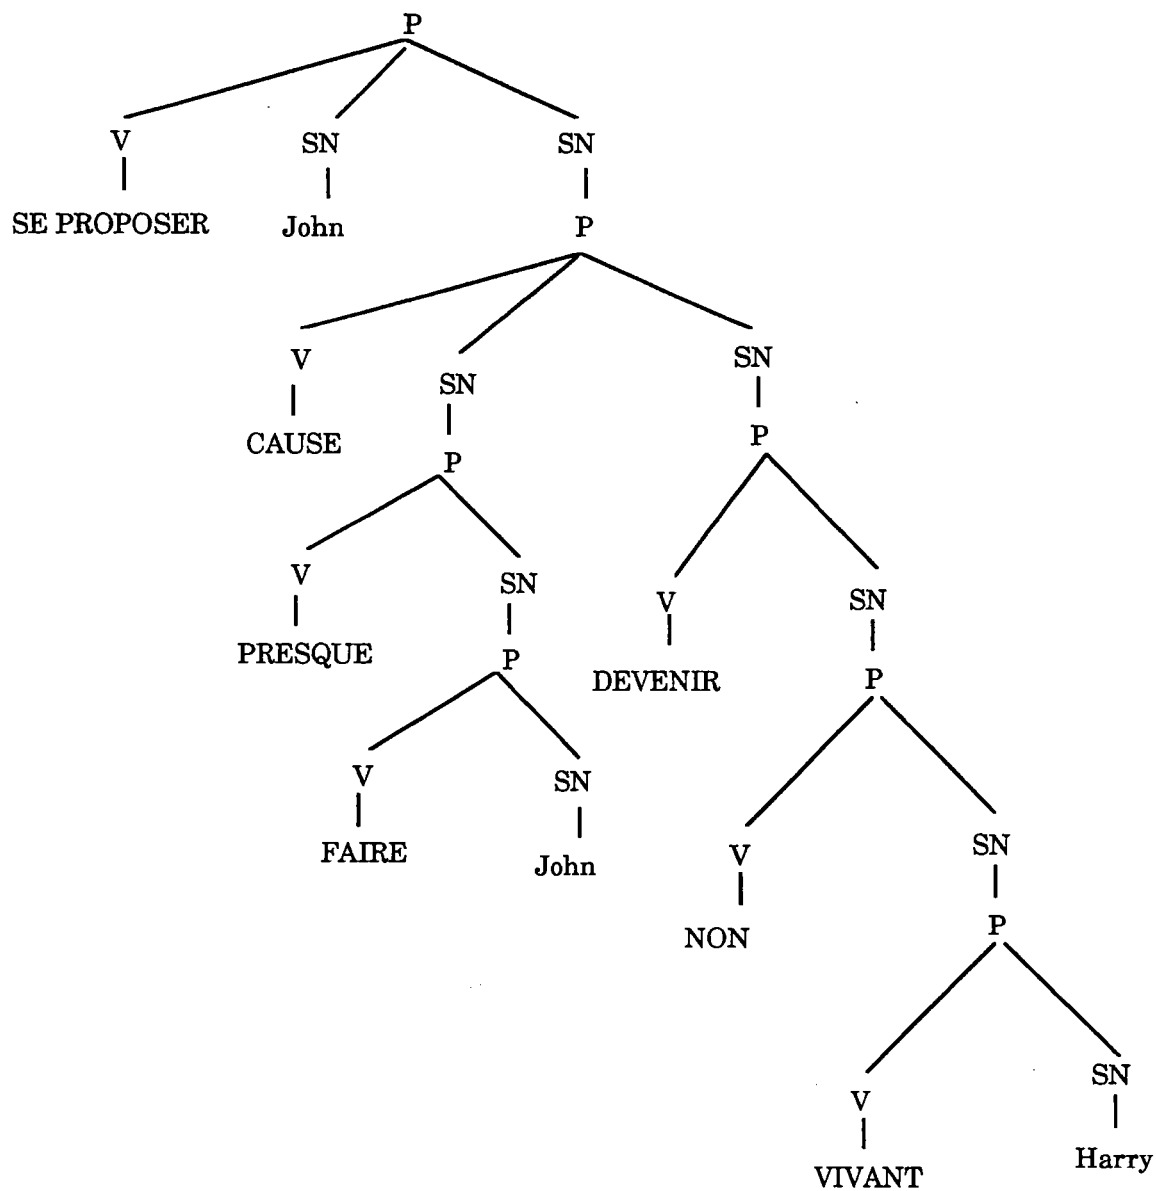 P
V SN SN
SE PROPOSER John P
V SN SN
CAUSE P P
V SN V SN
PRESQUE P DEVENIR P
V SN V SN
FAIRE John NON P
V SN
VIVANT Harry